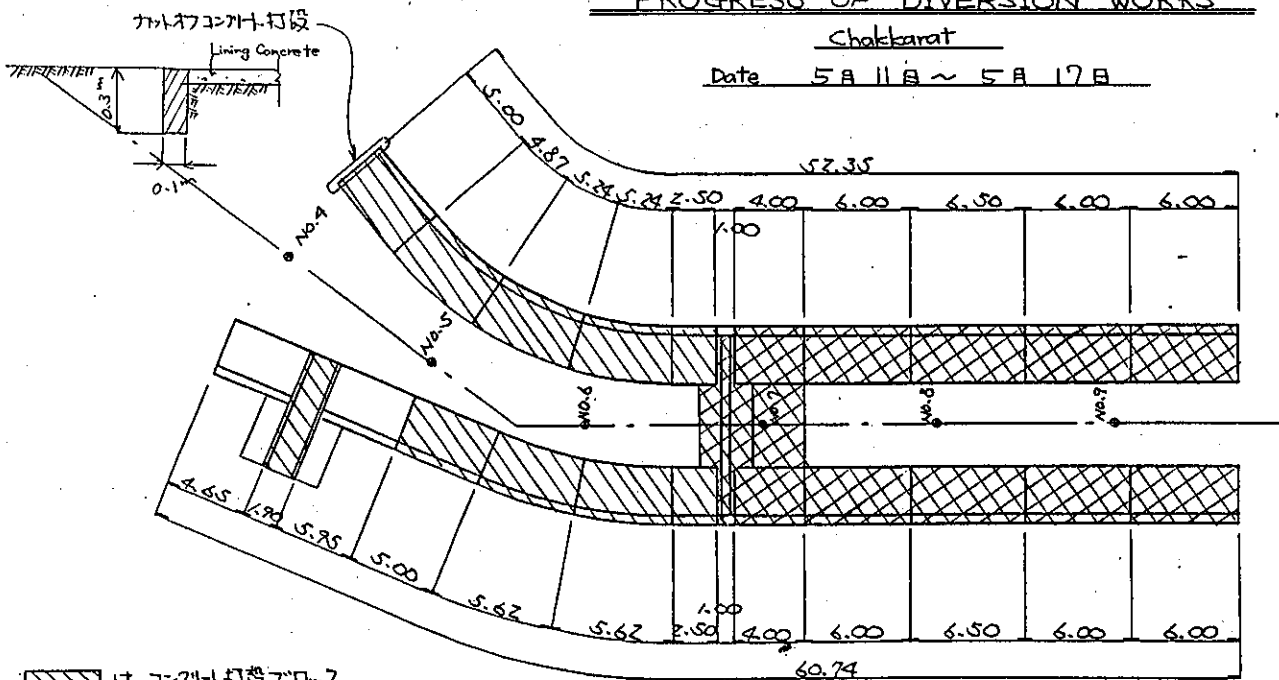 PROGRESS OF DIVERSION WORKS
Chakkarat
Date 5月11日～5月17日
カットオフコンクリート打設
Lining Concrete
0.3m
0.1m
No.4
No.5
No.6
No.7
No.8
No.9
5.00
4.87
5.24
5.24
2.50
1.00
4.00
6.00
6.50
6.00
6.00
52.35
4.65
1.90
5.95
5.00
5.62
5.62
2.50
1.00
4.00
6.00
6.50
6.00
6.00
60.74
は コンクリート打設ブロック